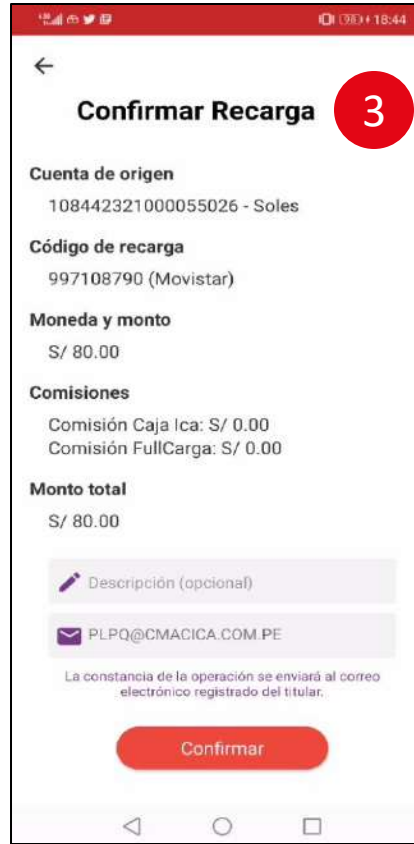 18:44
Confirmar Recarga
3
Cuenta de origen
108442321000055026 - Soles
Código de recarga
997108790 (Movistar)
Moneda y monto
S/ 80.00
Comisiones
Comisión Caja Ica: S/ 0.00
Comisión FullCarga: S/ 0.00
Monto total
S/ 80.00
Descripción (opcional)
PLPQ@CMACICA.COM.PE
La constancia de la operación se enviará al correo
electrónico registrado del titular.
Confirmar